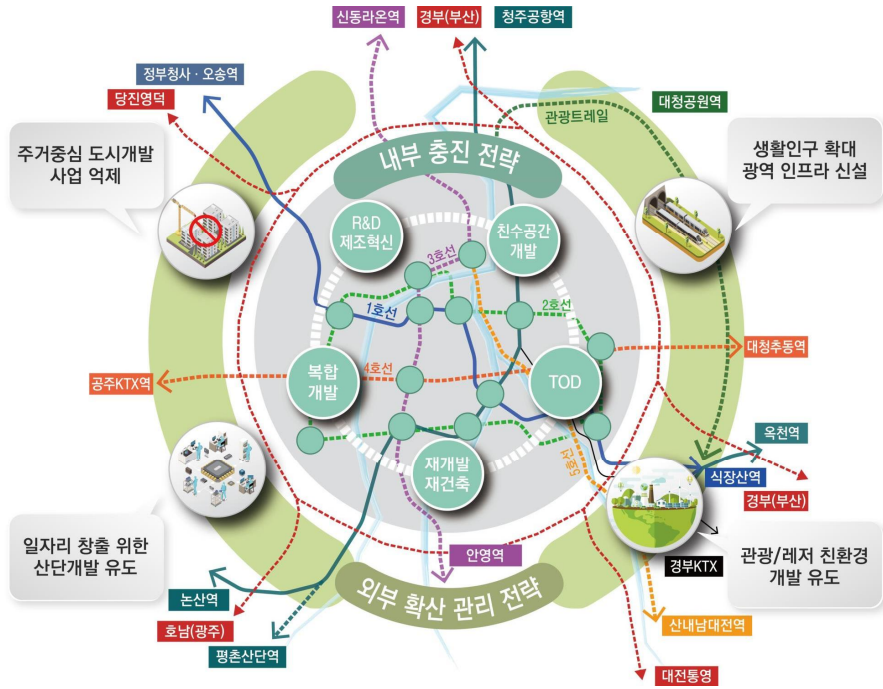 신동라온역
경부(부산)
청주공항역
정부청사·오송역
당진영덕
대청공원역
관광트레일
주거중심 도시개발
사업 억제
내부 충진 전략
생활인구 확대
광역 인프라 신설
R&D
제조혁신
친수공간
개발
3호선
1호선
2호선
대청추동역
공주KTX역
복합
개발
4호선
TOD
옥천역
재개발
재건축
5호선
식장산역
경부(부산)
일자리 창출 위한
산단개발 유도
안영역
경부KTX
관광/레저 친환경
개발 유도
외부 확산 관리 전략
논산역
호남(광주)
평촌산단역
산내남대전역
대전통영